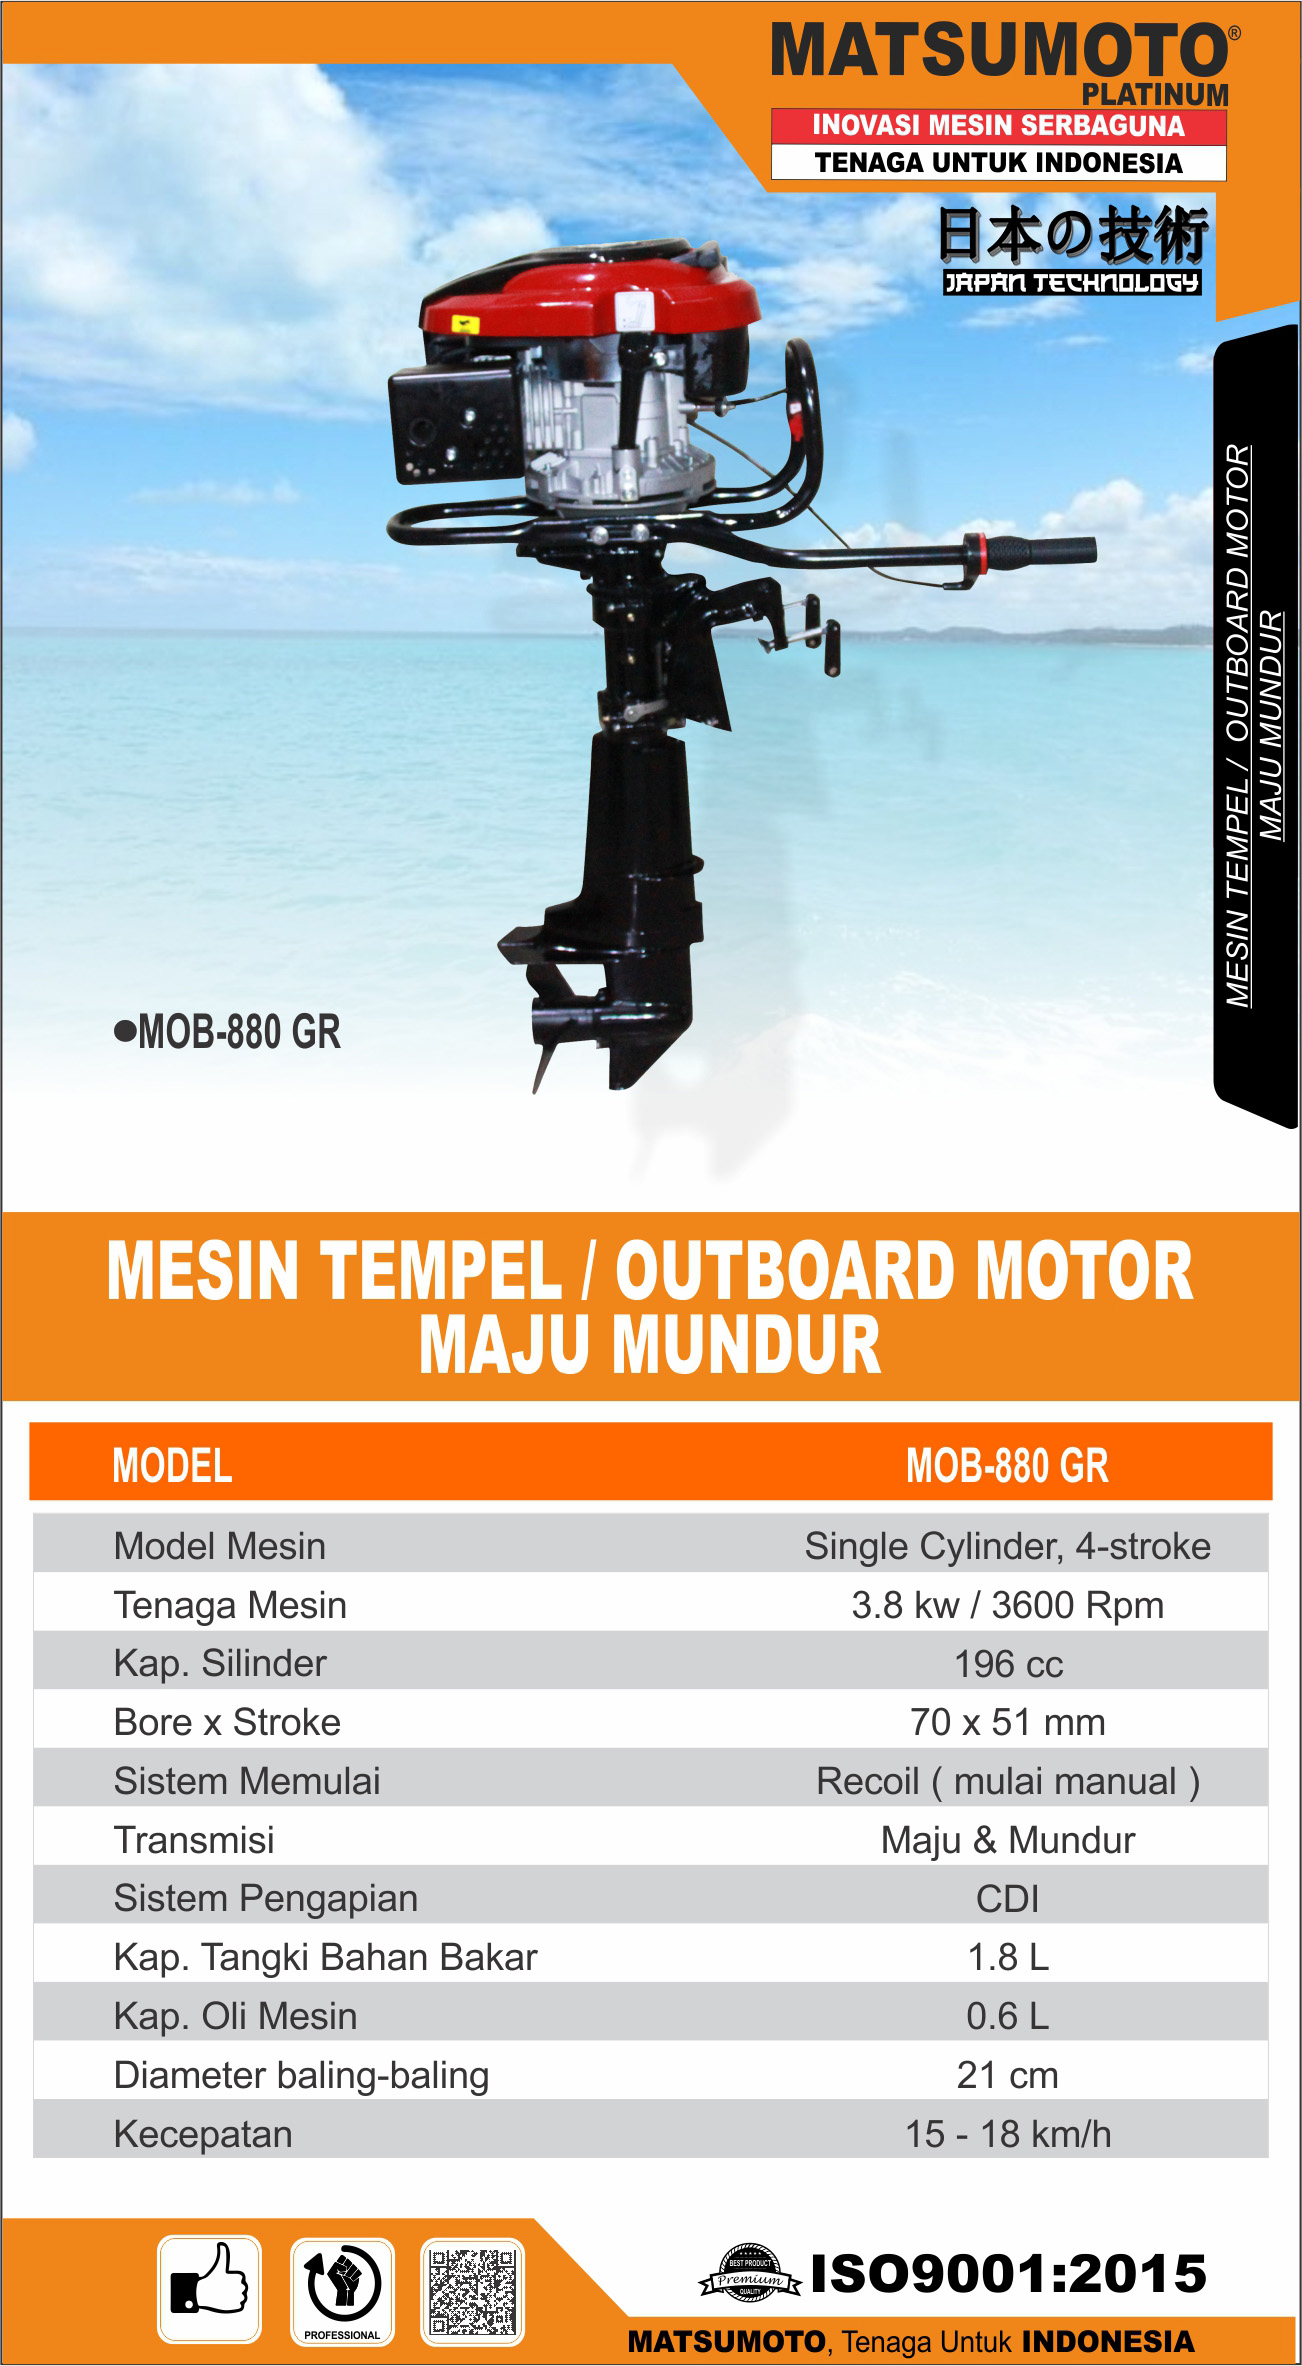 MATSUMOTO®
PLATINUM
INOVASI MESIN SERBAGUNA
TENAGA UNTUK INDONESIA
日本の技術
JAPAN TECHNOLOGY
MESIN TEMPEL / OUTBOARD MOTOR
MAJU MUNDUR
●MOB-880 GR
MESIN TEMPEL / OUTBOARD MOTOR
MAJU MUNDUR
MODEL MOB-880 GR
Model Mesin Single Cylinder, 4-stroke
Tenaga Mesin 3.8 kw / 3600 Rpm
Kap. Silinder 196 cc
Bore x Stroke 70 x 51 mm
Sistem Memulai Recoil ( mulai manual )
Transmisi Maju & Mundur
Sistem Pengapian CDI
Kap. Tangki Bahan Bakar 1.8 L
Kap. Oli Mesin 0.6 L
Diameter baling-baling 21 cm
Kecepatan 15 - 18 km/h
PROFESSIONAL
BEST PRODUCT
Premium
QUALITY
ISO9001:2015
MATSUMOTO, Tenaga Untuk INDONESIA